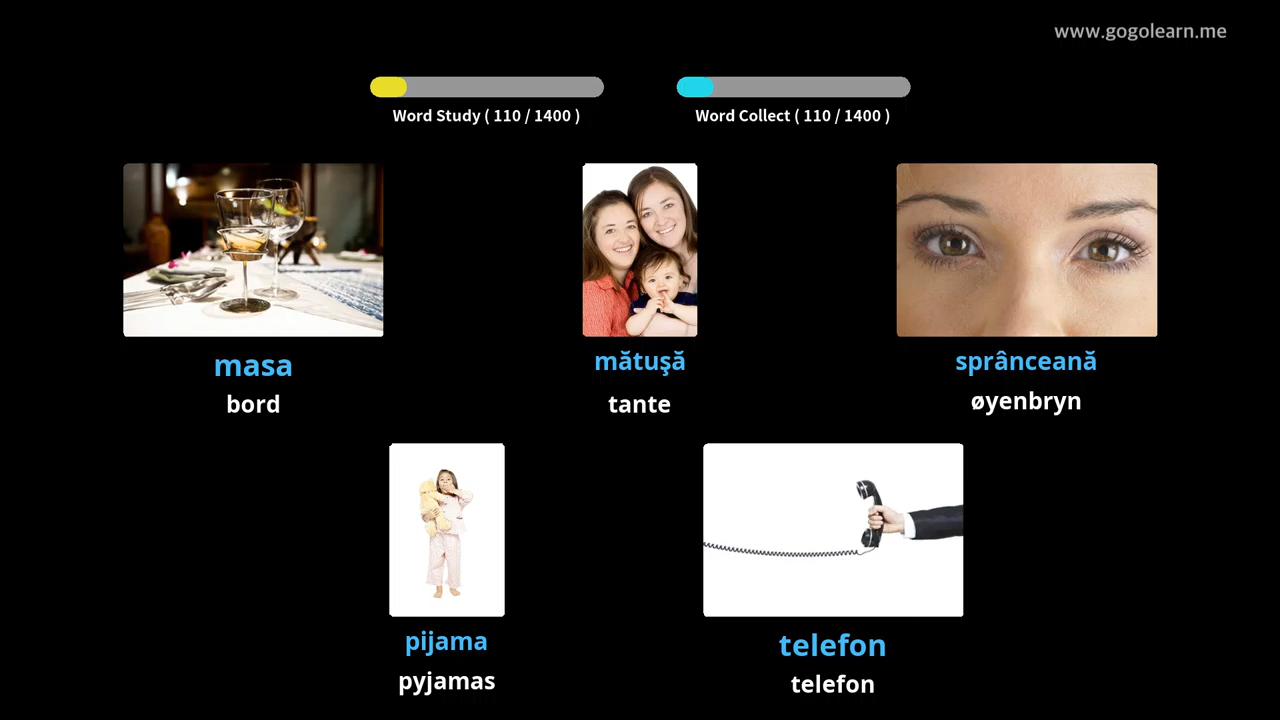 www.gogolearn.me
Word Study ( 110 / 1400 )
Word Collect ( 110 / 1400 )
masa
bord
mătuşă
tante
sprânceană
øyenbryn
pijama
pyjamas
telefon
telefon